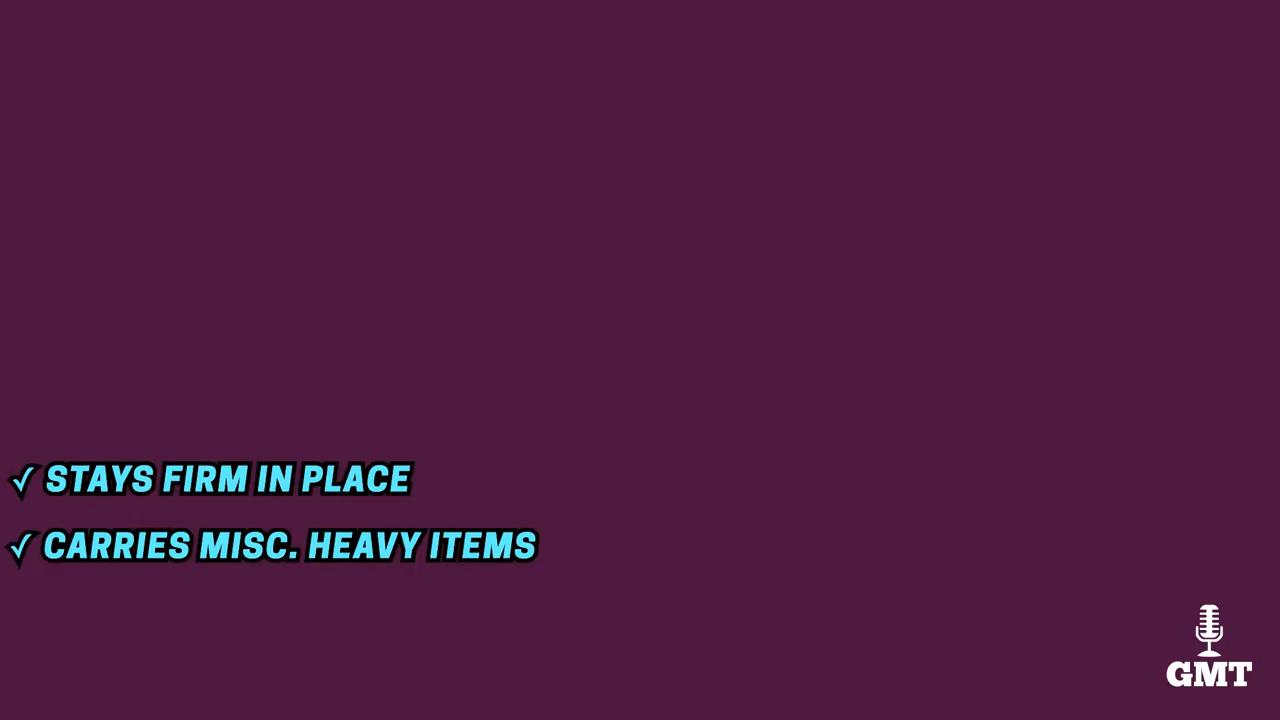 ✓ STAYS FIRM IN PLACE
✓ CARRIES MISC. HEAVY ITEMS
GMT